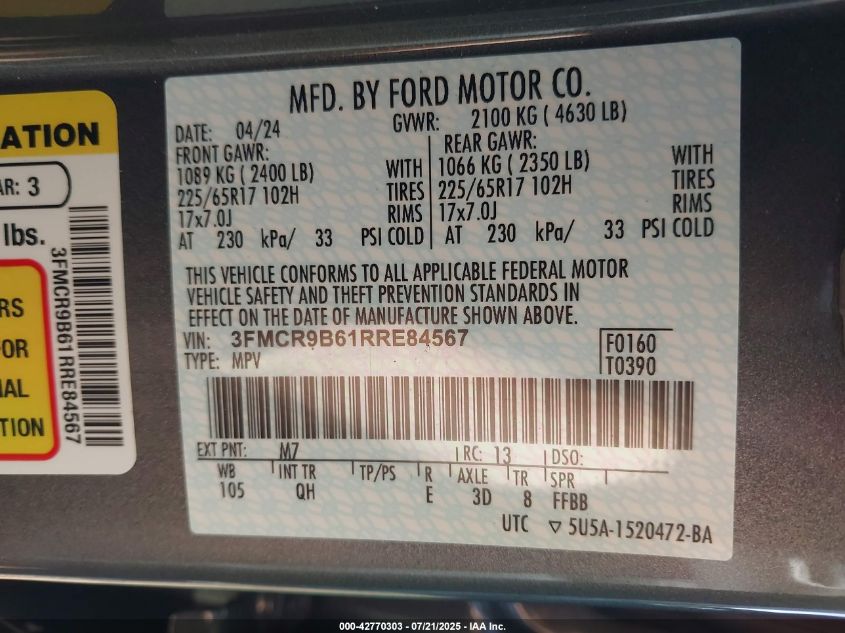 ATION
AR: 3
lbs.
RS
OR
IAL
TION
3FMCR9B61RRE84567
MFD. BY FORD MOTOR CO.
DATE: 04/24 GVWR: 2100 KG ( 4630 LB)
FRONT GAWR: REAR GAWR:
1089 KG ( 2400 LB) WITH 1066 KG ( 2350 LB) WITH
225/65R17 102H TIRES 225/65R17 102H TIRES
17x7.0J RIMS 17x7.0J RIMS
AT 230 kPa/ 33 PSI COLD AT 230 kPa/ 33 PSI COLD
THIS VEHICLE CONFORMS TO ALL APPLICABLE FEDERAL MOTOR
VEHICLE SAFETY AND THEFT PREVENTION STANDARDS IN
EFFECT ON THE DATE OF MANUFACTURE SHOWN ABOVE.
VIN: 3FMCR9B61RRE84567 F0160
TYPE: MPV T0390
EXT PNT: M7 RC: 13 DSO:
WB INT TR TP/PS R AXLE TR SPR
105 QH E 3D 8 FFBB
UTC ▽ 5U5A-1520472-BA
000-42770303 / 07/21/2025 - IAA Inc.